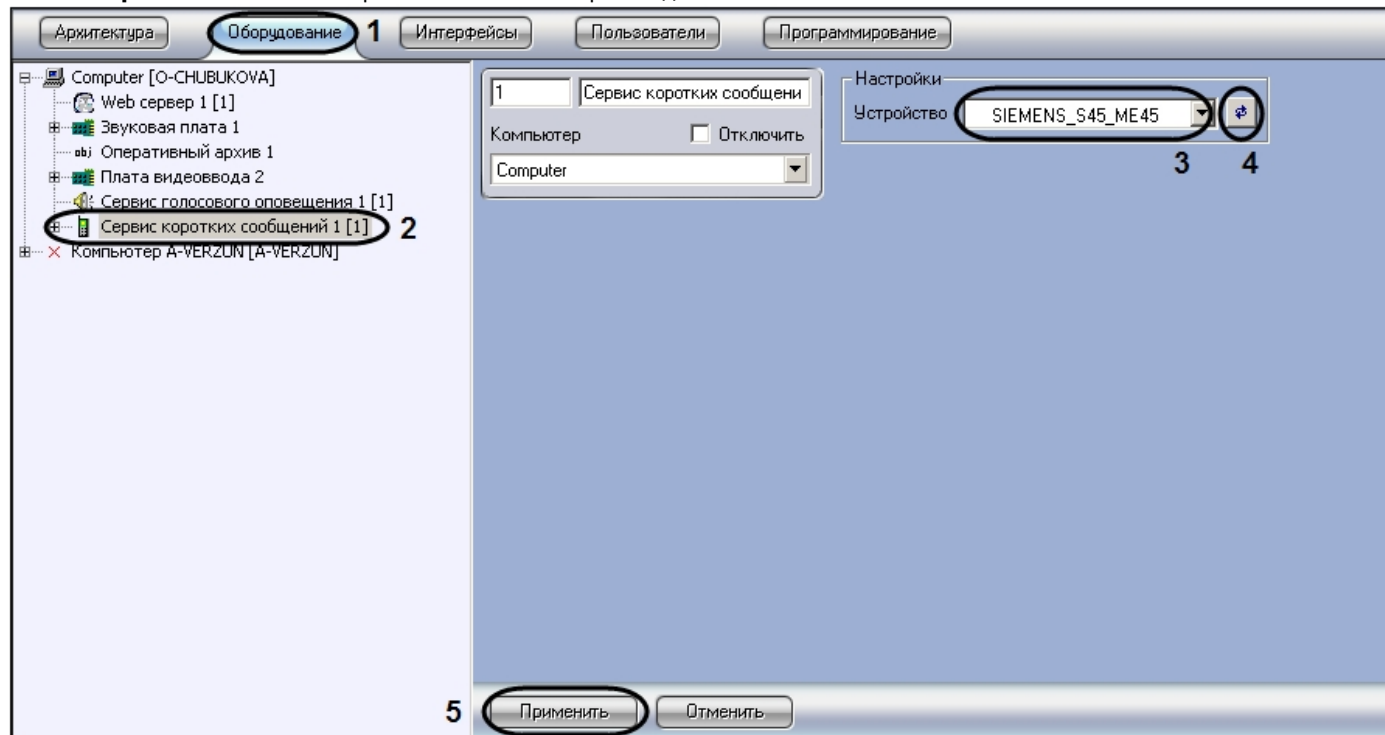 Архитектура Оборудование 1 Интерфейсы Пользователи Программирование
Computer [O-CHUBUKOVA]
Web сервер 1 [1]
Звуковая плата 1
obj Оперативный архив 1
Плата видеоввода 2
Сервис голосового оповещения 1 [1]
Сервис коротких сообщений 1 [1] 2
Компьютер A-VERZUN [A-VERZUN]
1 Сервис коротких сообщени
Компьютер Отключить
Computer
Настройки
Устройство SIEMENS_S45_ME45
3 4
5 Применить Отменить